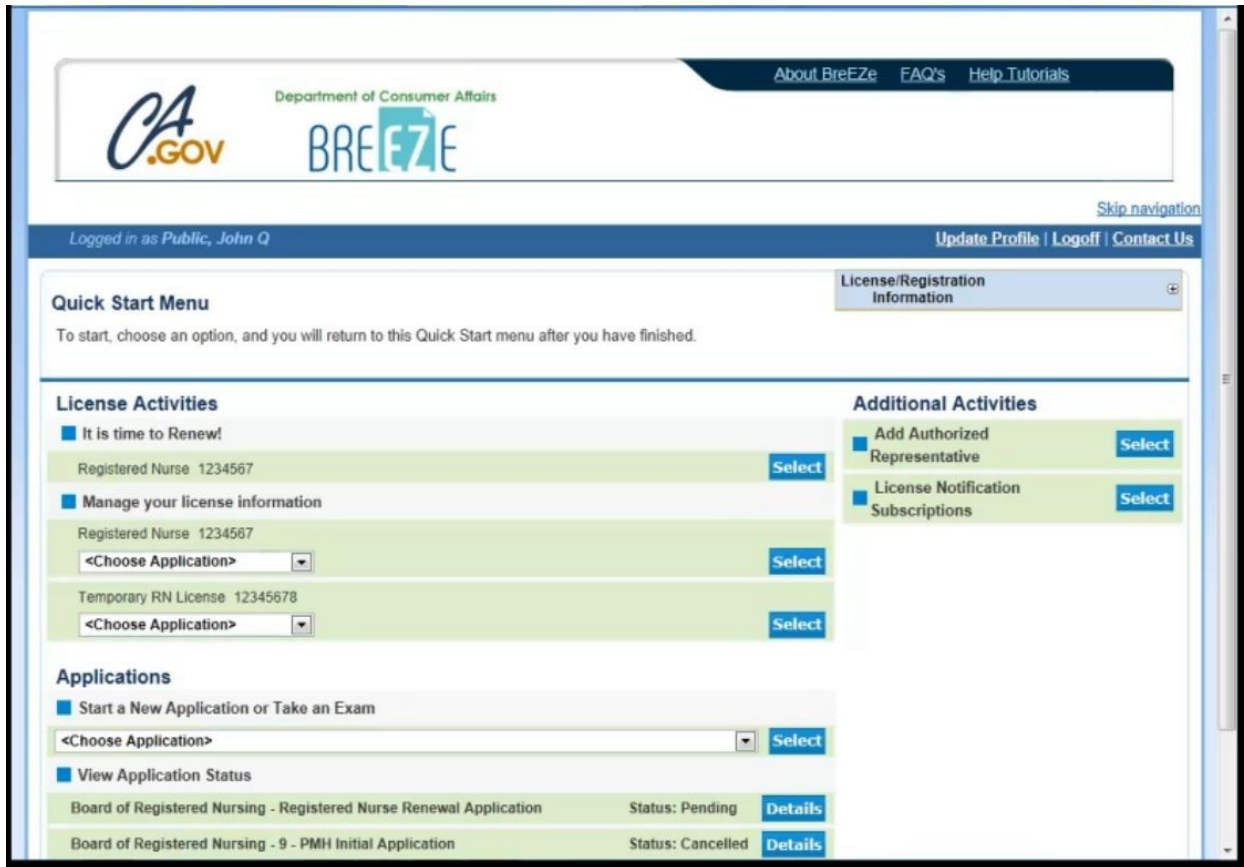 About BreEZe FAQ's Help Tutorials
CA.GOV
Department of Consumer Affairs
BREEZE
Skip navigation
Logged in as Public, John Q
Update Profile | Logoff | Contact Us
License/Registration
Information
Quick Start Menu
To start, choose an option, and you will return to this Quick Start menu after you have finished.
License Activities
It is time to Renew!
Registered Nurse 1234567
Select
Manage your license information
Registered Nurse 1234567
<Choose Application>
Select
Temporary RN License 12345678
<Choose Application>
Select
Additional Activities
Add Authorized
Representative
Select
License Notification
Subscriptions
Select
Applications
Start a New Application or Take an Exam
<Choose Application>
Select
View Application Status
Board of Registered Nursing - Registered Nurse Renewal Application Status: Pending Details
Board of Registered Nursing - 9 - PMH Initial Application Status: Cancelled Details